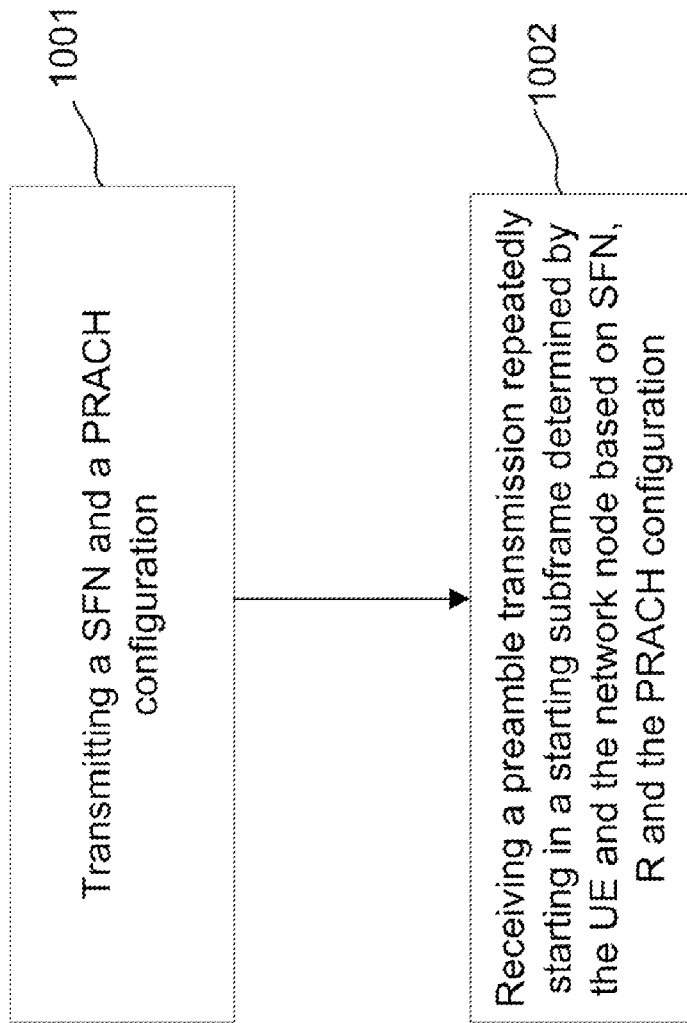 Transmitting a SFN and a PRACH
configuration
1001
Receiving a preamble transmission repeatedly
starting in a starting subframe determined by
the UE and the network node based on SFN,
R and the PRACH configuration
1002